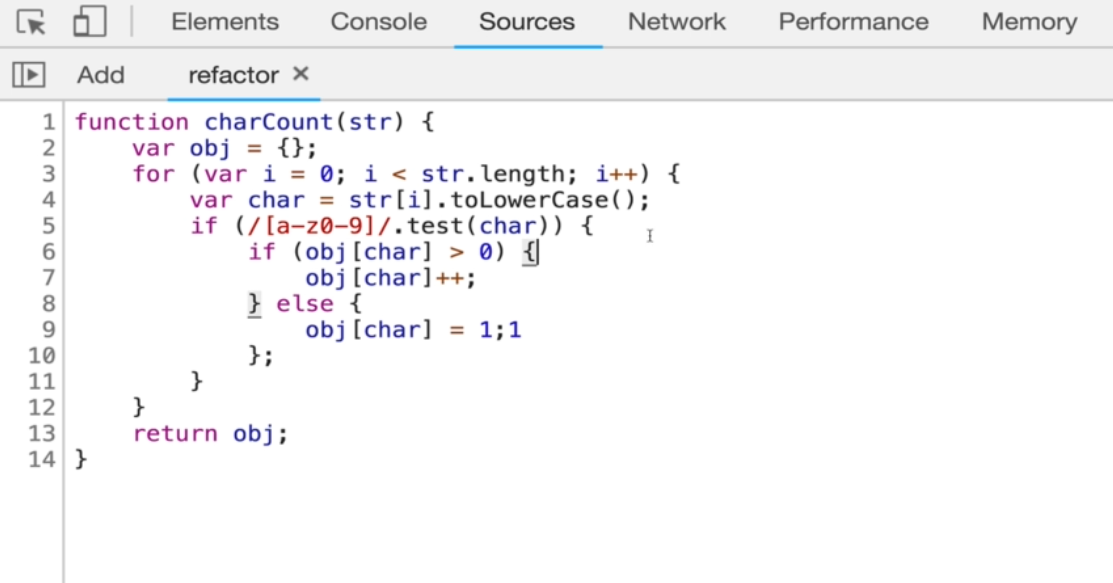 Elements Console Sources Network Performance Memory
Add refactor ×
1 function charCount(str) {
2     var obj = {};
3     for (var i = 0; i < str.length; i++) {
4         var char = str[i].toLowerCase();
5         if (/[a-z0-9]/.test(char)) {
6             if (obj[char] > 0) {
7                 obj[char]++;
8             } else {
9                 obj[char] = 1;1
10             };
11         }
12     }
13     return obj;
14 }